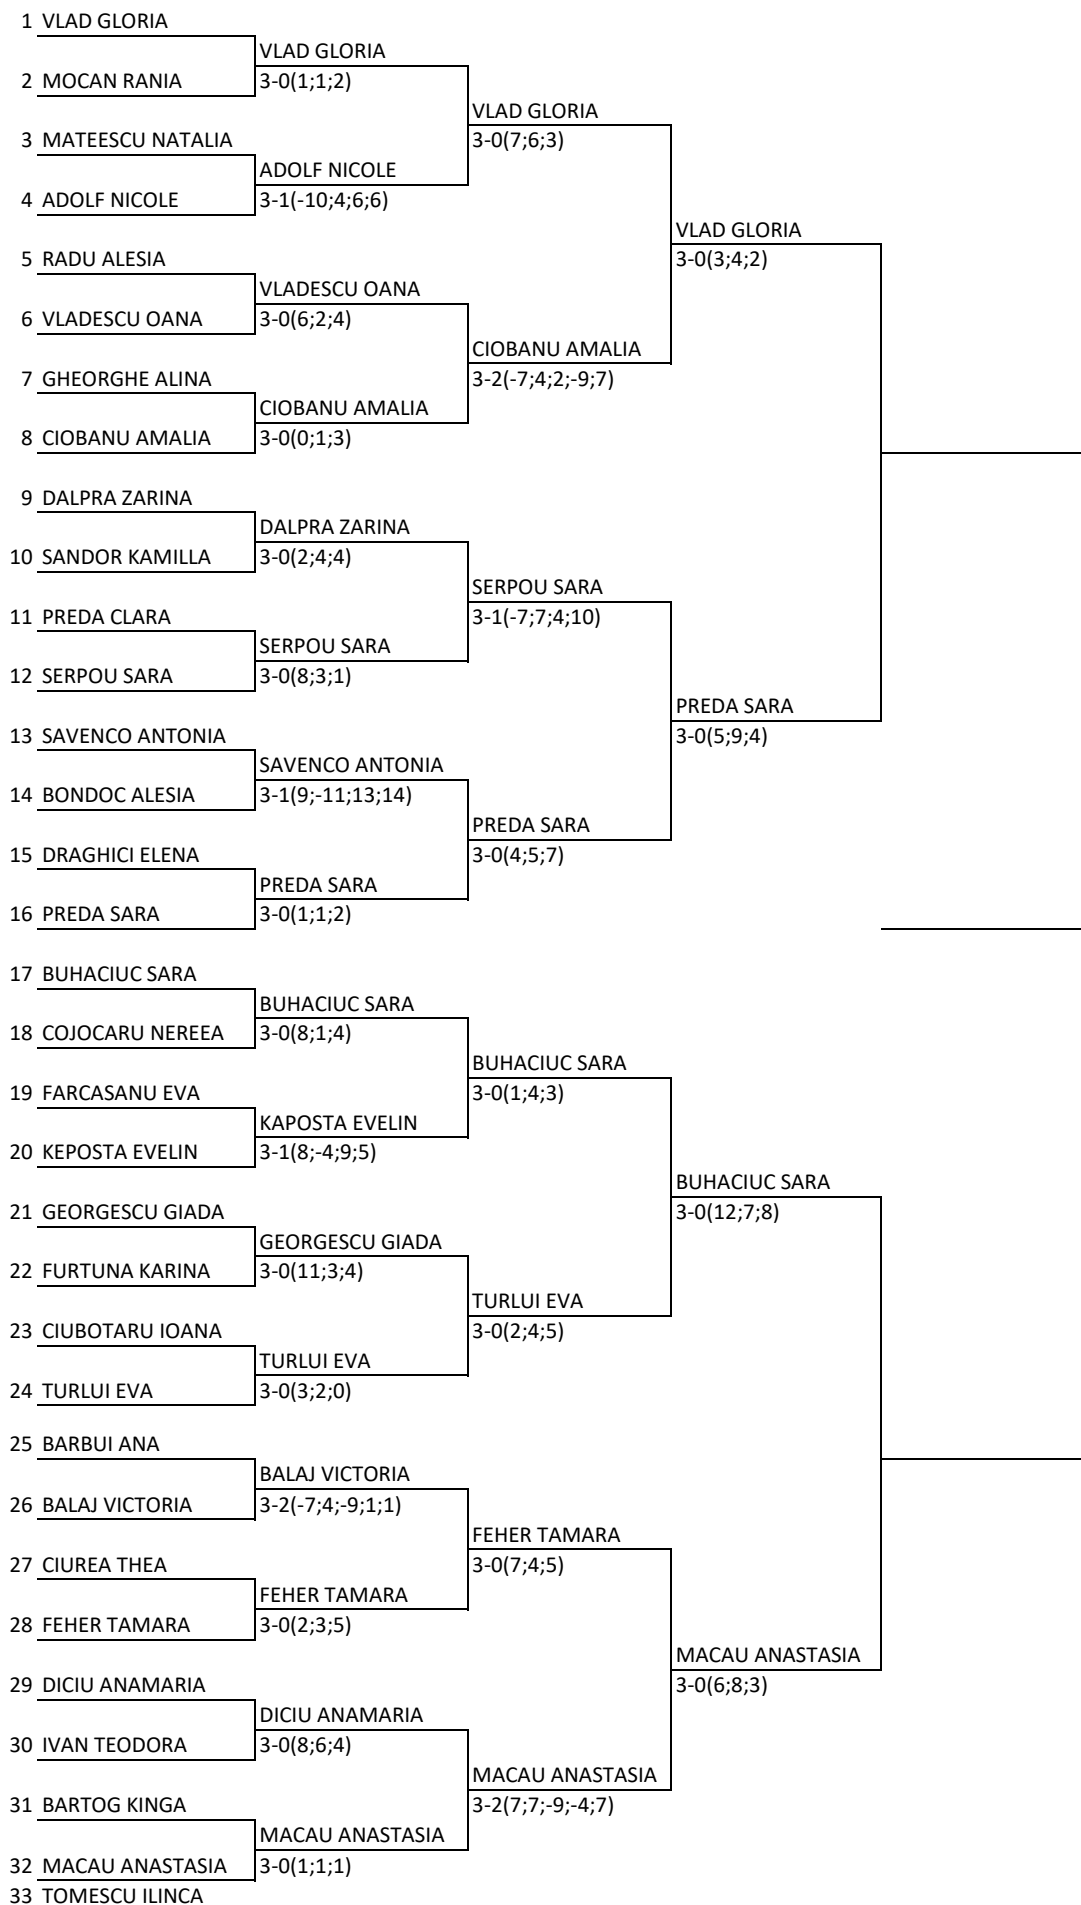 1 VLAD GLORIA
VLAD GLORIA
2 MOCAN RANIA
3-0(1;1;2)
VLAD GLORIA
3 MATEESCU NATALIA
3-0(7;6;3)
ADOLF NICOLE
4 ADOLF NICOLE
3-1(-10;4;6;6)
VLAD GLORIA
5 RADU ALESIA
3-0(3;4;2)
VLADESCU OANA
6 VLADESCU OANA
3-0(6;2;4)
CIOBANU AMALIA
7 GHEORGHE ALINA
3-2(-7;4;2;-9;7)
CIOBANU AMALIA
8 CIOBANU AMALIA
3-0(0;1;3)
9 DALPRA ZARINA
DALPRA ZARINA
10 SANDOR KAMILLA
3-0(2;4;4)
SERPOU SARA
11 PREDA CLARA
3-1(-7;7;4;10)
SERPOU SARA
12 SERPOU SARA
3-0(8;3;1)
PREDA SARA
13 SAVENCO ANTONIA
3-0(5;9;4)
SAVENCO ANTONIA
14 BONDOC ALESIA
3-1(9;-11;13;14)
PREDA SARA
15 DRAGHICI ELENA
3-0(4;5;7)
PREDA SARA
16 PREDA SARA
3-0(1;1;2)
17 BUHACIUC SARA
BUHACIUC SARA
18 COJOCARU NEREEA
3-0(8;1;4)
BUHACIUC SARA
19 FARCASANU EVA
3-0(1;4;3)
KAPOSTA EVELIN
20 KEPOSTA EVELIN
3-1(8;-4;9;5)
BUHACIUC SARA
21 GEORGESCU GIADA
3-0(12;7;8)
GEORGESCU GIADA
22 FURTUNA KARINA
3-0(11;3;4)
TURLUI EVA
23 CIUBOTARU IOANA
3-0(2;4;5)
TURLUI EVA
24 TURLUI EVA
3-0(3;2;0)
25 BARBUI ANA
BALAJ VICTORIA
26 BALAJ VICTORIA
3-2(-7;4;-9;1;1)
FEHER TAMARA
27 CIUREA THEA
3-0(7;4;5)
FEHER TAMARA
28 FEHER TAMARA
3-0(2;3;5)
MACAU ANASTASIA
29 DICIU ANAMARIA
3-0(6;8;3)
DICIU ANAMARIA
30 IVAN TEODORA
3-0(8;6;4)
MACAU ANASTASIA
31 BARTOG KINGA
3-2(7;7;-9;-4;7)
MACAU ANASTASIA
32 MACAU ANASTASIA
3-0(1;1;1)
33 TOMESCU ILINCA